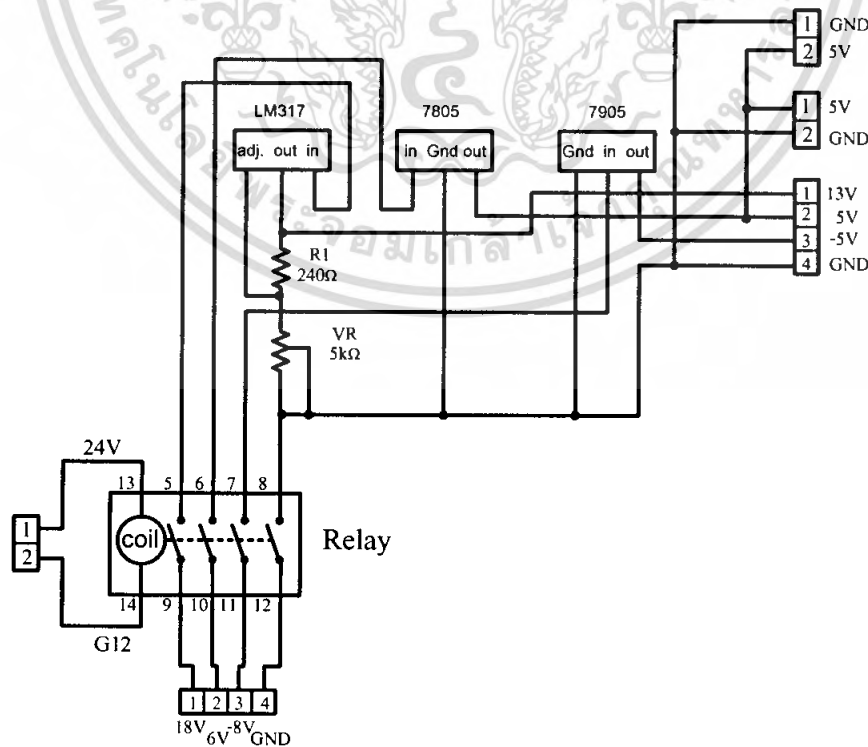 1 GND
2 5V
1 5V
2 GND
LM317
7805
7905
adj. out in
in Gnd out
Gnd in out
1 13V
2 5V
3 -5V
4 GND
R1
240Ω
VR
5kΩ
24V
13 5 6 7 8
1
2
coil
Relay
14 9 10 11 12
G12
1 2 3 4
18V 6V -8V GND